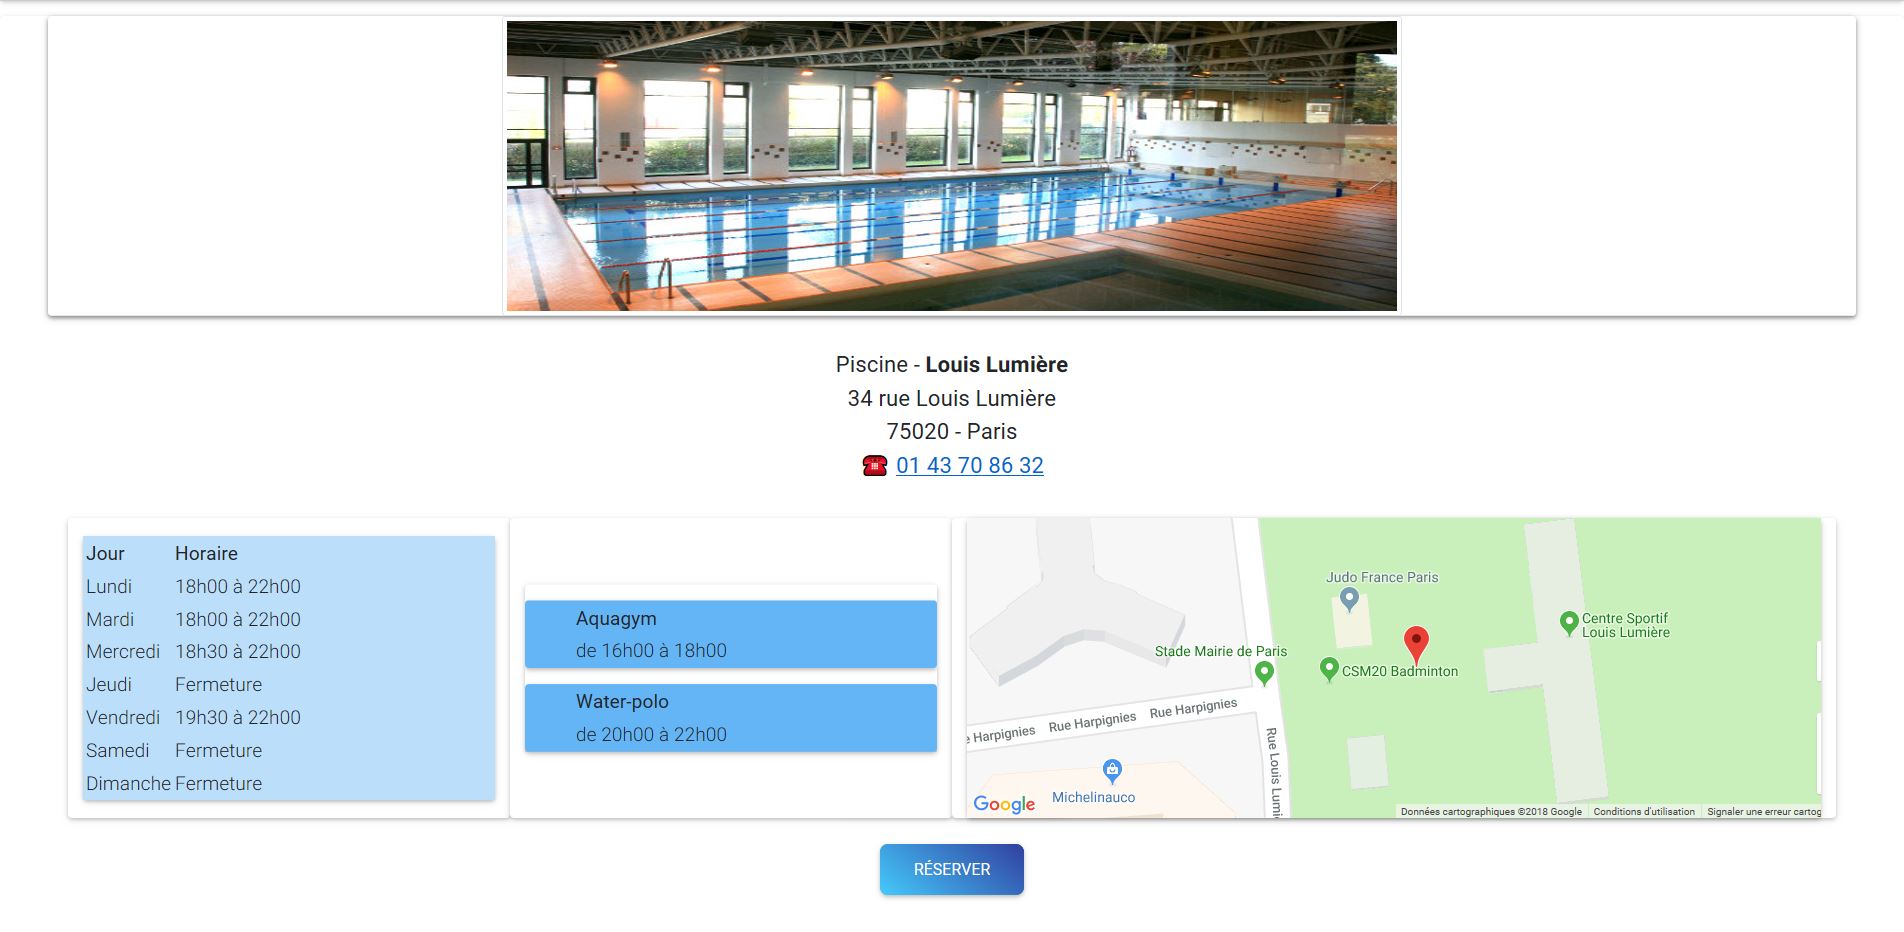 Piscine - Louis Lumière
34 rue Louis Lumière
75020 - Paris
01 43 70 86 32
Jour Horaire
Lundi 18h00 à 22h00
Mardi 18h00 à 22h00
Mercredi 18h30 à 22h00
Jeudi Fermeture
Vendredi 19h30 à 22h00
Samedi Fermeture
Dimanche Fermeture
Aquagym
de 16h00 à 18h00
Water-polo
de 20h00 à 22h00
Judo France Paris
Centre Sportif
Louis Lumière
Stade Mairie de Paris
CSM20 Badminton
e Harpignies
Rue Harpignies
Rue Harpignies
Rue Louis Lumi
Michelinauco
Google
Données cartographiques ©2018 Google
Conditions d'utilisation
Signaler une erreur cartog
RÉSERVER